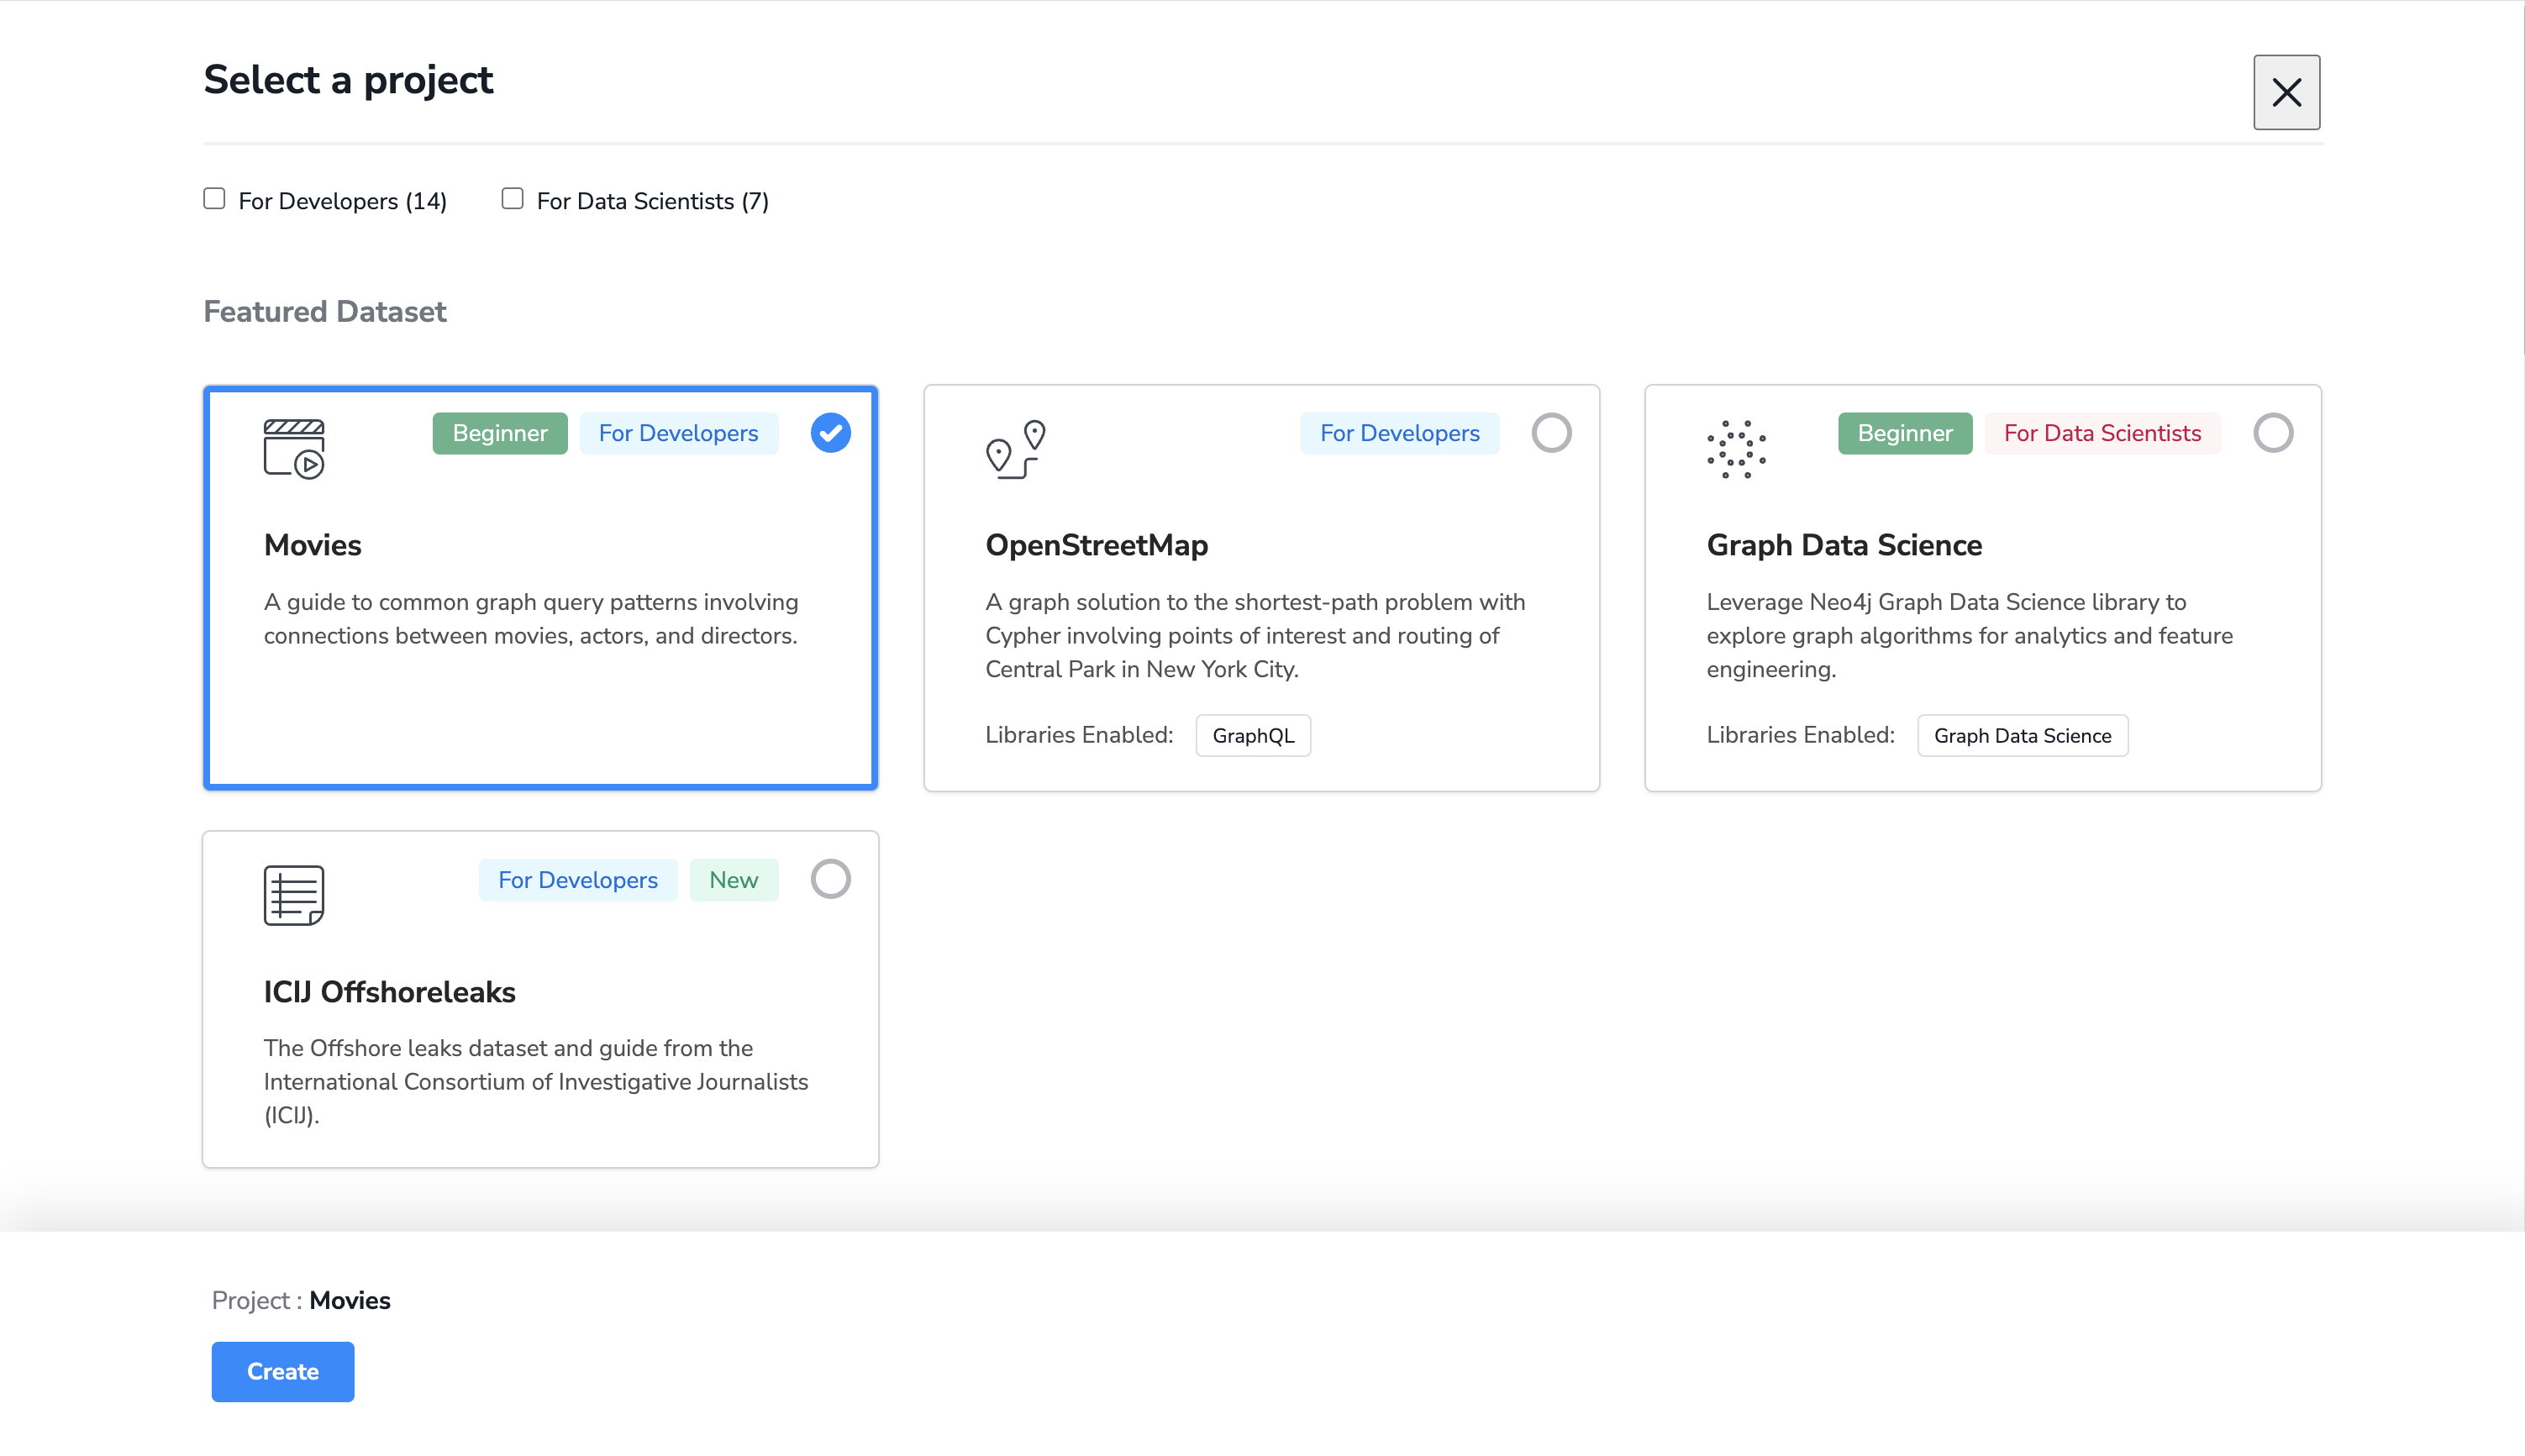 Select a project
For Developers (14)
For Data Scientists (7)
Featured Dataset
Beginner
For Developers
Movies
A guide to common graph query patterns involving
connections between movies, actors, and directors.
For Developers
OpenStreetMap
A graph solution to the shortest-path problem with
Cypher involving points of interest and routing of
Central Park in New York City.
Libraries Enabled: GraphQL
Beginner
For Data Scientists
Graph Data Science
Leverage Neo4j Graph Data Science library to
explore graph algorithms for analytics and feature
engineering.
Libraries Enabled: Graph Data Science
For Developers
New
ICIJ Offshoreleaks
The Offshore leaks dataset and guide from the
International Consortium of Investigative Journalists
(ICIJ).
Project : Movies
Create